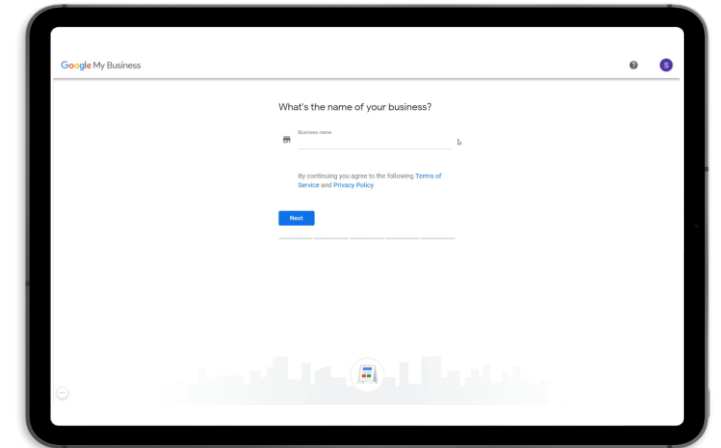 Google My Business
S
What's the name of your business?
Business name
By continuing you agree to the following Terms of
Service and Privacy Policy
Next